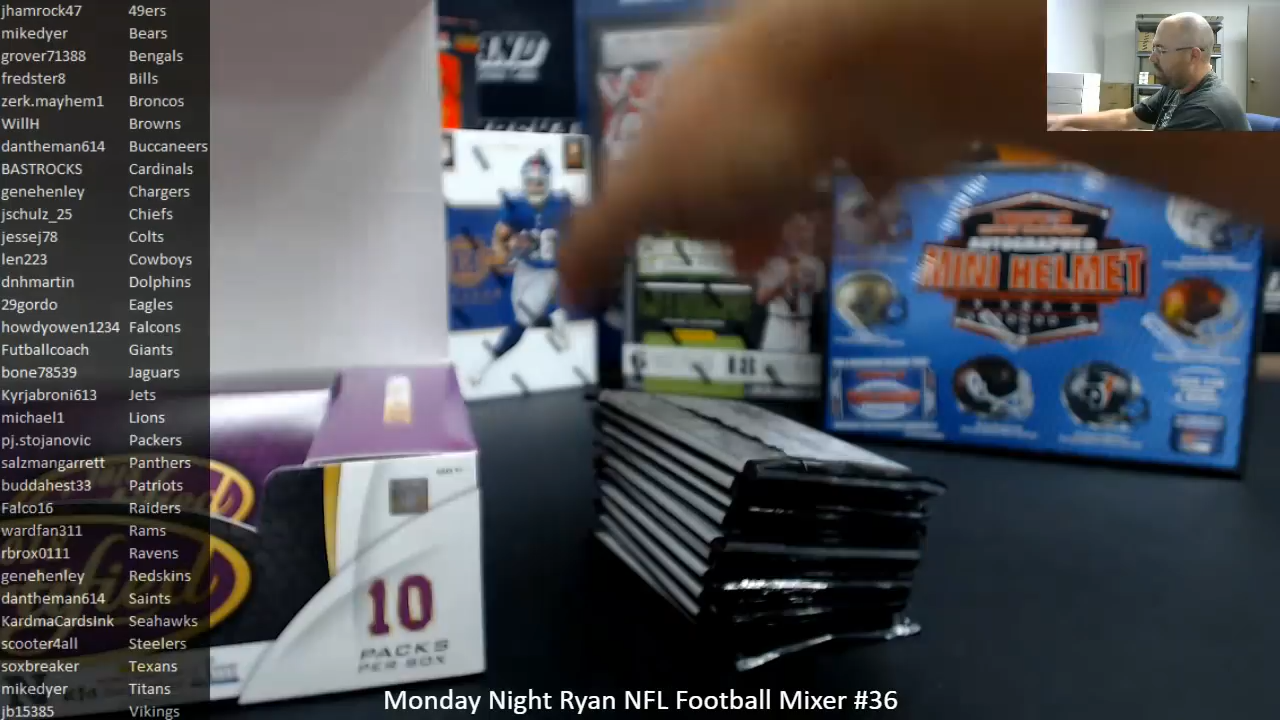 jhamrock47 49ers
mikedyer Bears
grover71388 Bengals
fredster8 Bills
zerk.mayhem1 Broncos
WillH Browns
dantheman614 Buccaneers
BASTROCKS Cardinals
genehenley Chargers
jschulz_25 Chiefs
jessej78 Colts
len223 Cowboys
dnhmartin Dolphins
29gordo Eagles
howdyowen1234 Falcons
Futballcoach Giants
bone78539 Jaguars
Kyrjabroni613 Jets
michael1 Lions
pj.stojanovic Packers
salzmangarrett Panthers
buddahest33 Patriots
Falco16 Raiders
wardfan311 Rams
rbrox0111 Ravens
genehenley Redskins
dantheman614 Saints
KardmaCardsInk Seahawks
scooter4all Steelers
soxbreaker Texans
mikedyer Titans
jb15385 Vikings
AUTOGRAPHED
MINI HELMET
6 18
10
PACKS
PER BOX
Monday Night Ryan NFL Football Mixer #36